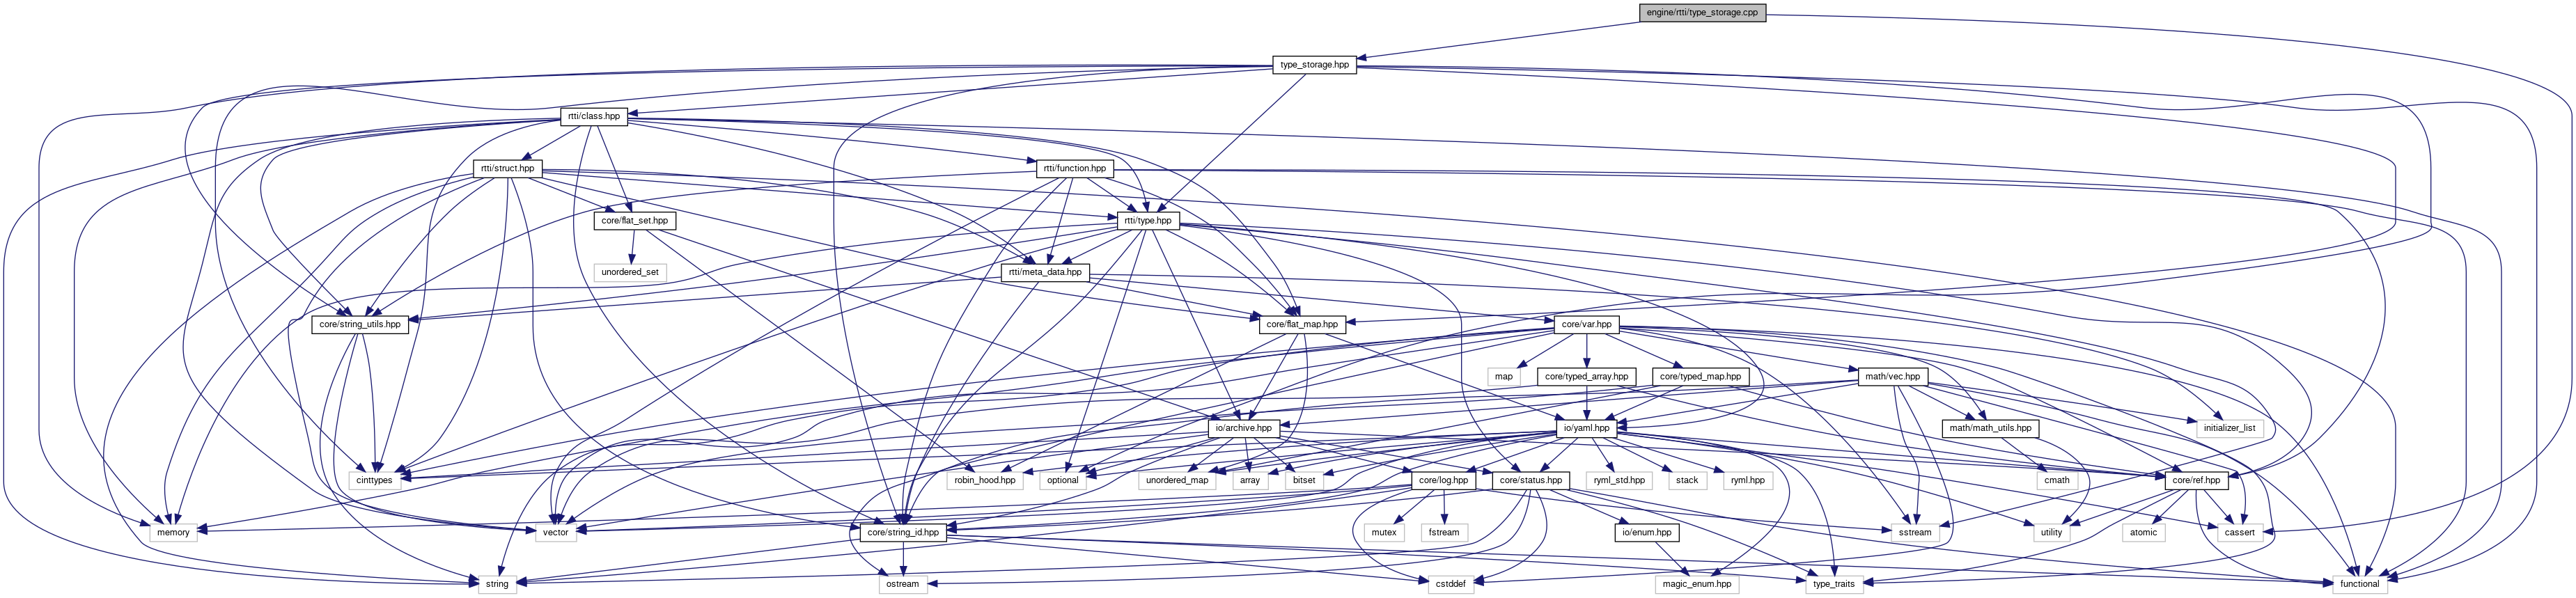 engine/rtti/type_storage.cpp
type_storage.hpp
rtti/class.hpp
rtti/struct.hpp
rtti/function.hpp
core/flat_set.hpp
rtti/type.hpp
unordered_set
rtti/meta_data.hpp
core/string_utils.hpp
core/flat_map.hpp
core/var.hpp
map
core/typed_array.hpp
core/typed_map.hpp
math/vec.hpp
io/archive.hpp
io/yaml.hpp
math/math_utils.hpp
initializer_list
cinttypes
robin_hood.hpp
optional
unordered_map
array
bitset
core/log.hpp
core/status.hpp
ryml_std.hpp
stack
ryml.hpp
cmath
core/ref.hpp
memory
vector
core/string_id.hpp
mutex
fstream
io/enum.hpp
sstream
utility
atomic
cassert
string
ostream
cstddef
magic_enum.hpp
type_traits
functional